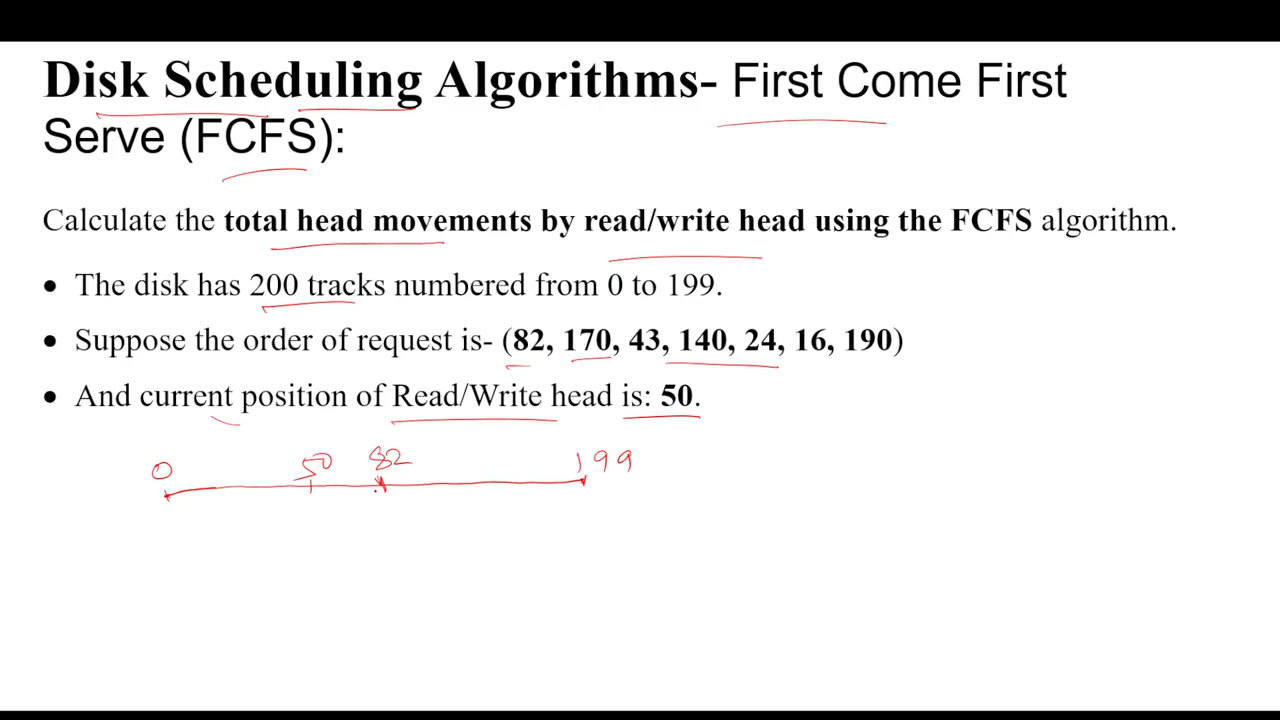 Disk Scheduling Algorithms- First Come First
Serve (FCFS):
Calculate the total head movements by read/write head using the FCFS algorithm.
• The disk has 200 tracks numbered from 0 to 199.
• Suppose the order of request is- (82, 170, 43, 140, 24, 16, 190)
• And current position of Read/Write head is: 50.
0 50 82 199